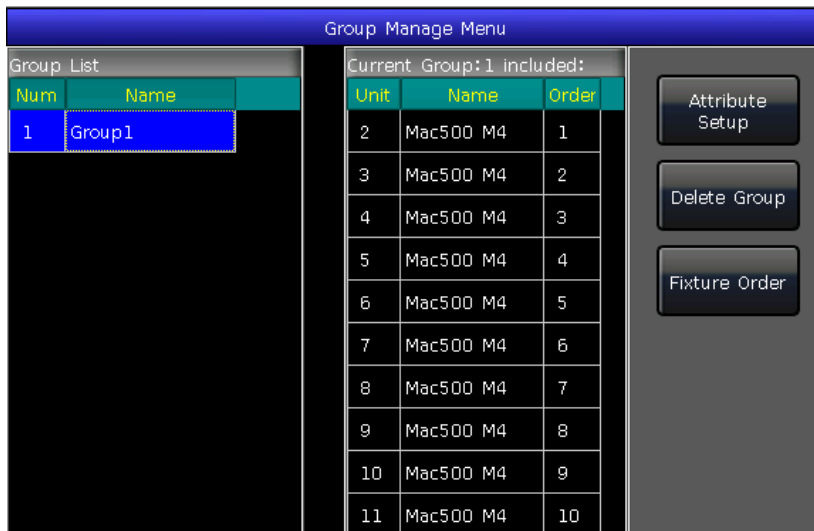 Group Manage Menu
Group List
Num Name
1 Group1
Current Group:1 included:
Unit Name Order
2 Mac500 M4 1
3 Mac500 M4 2
4 Mac500 M4 3
5 Mac500 M4 4
6 Mac500 M4 5
7 Mac500 M4 6
8 Mac500 M4 7
9 Mac500 M4 8
10 Mac500 M4 9
11 Mac500 M4 10
Attribute
Setup
Delete Group
Fixture Order